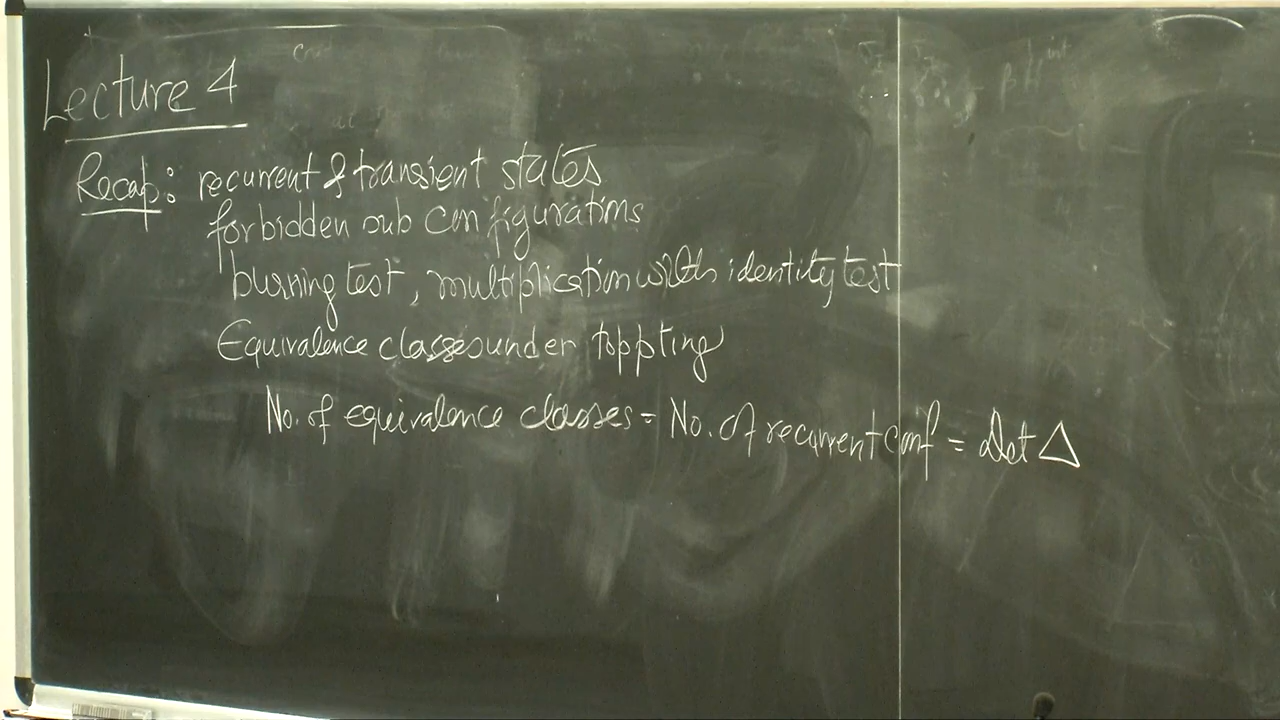 Lecture 4
Recap: recurrent & transient states
forbidden sub configurations
burning test, multiplication with identity test
Equivalence classes under toppting
No. of equivalence classes = No. of recurrent conf = Det Δ